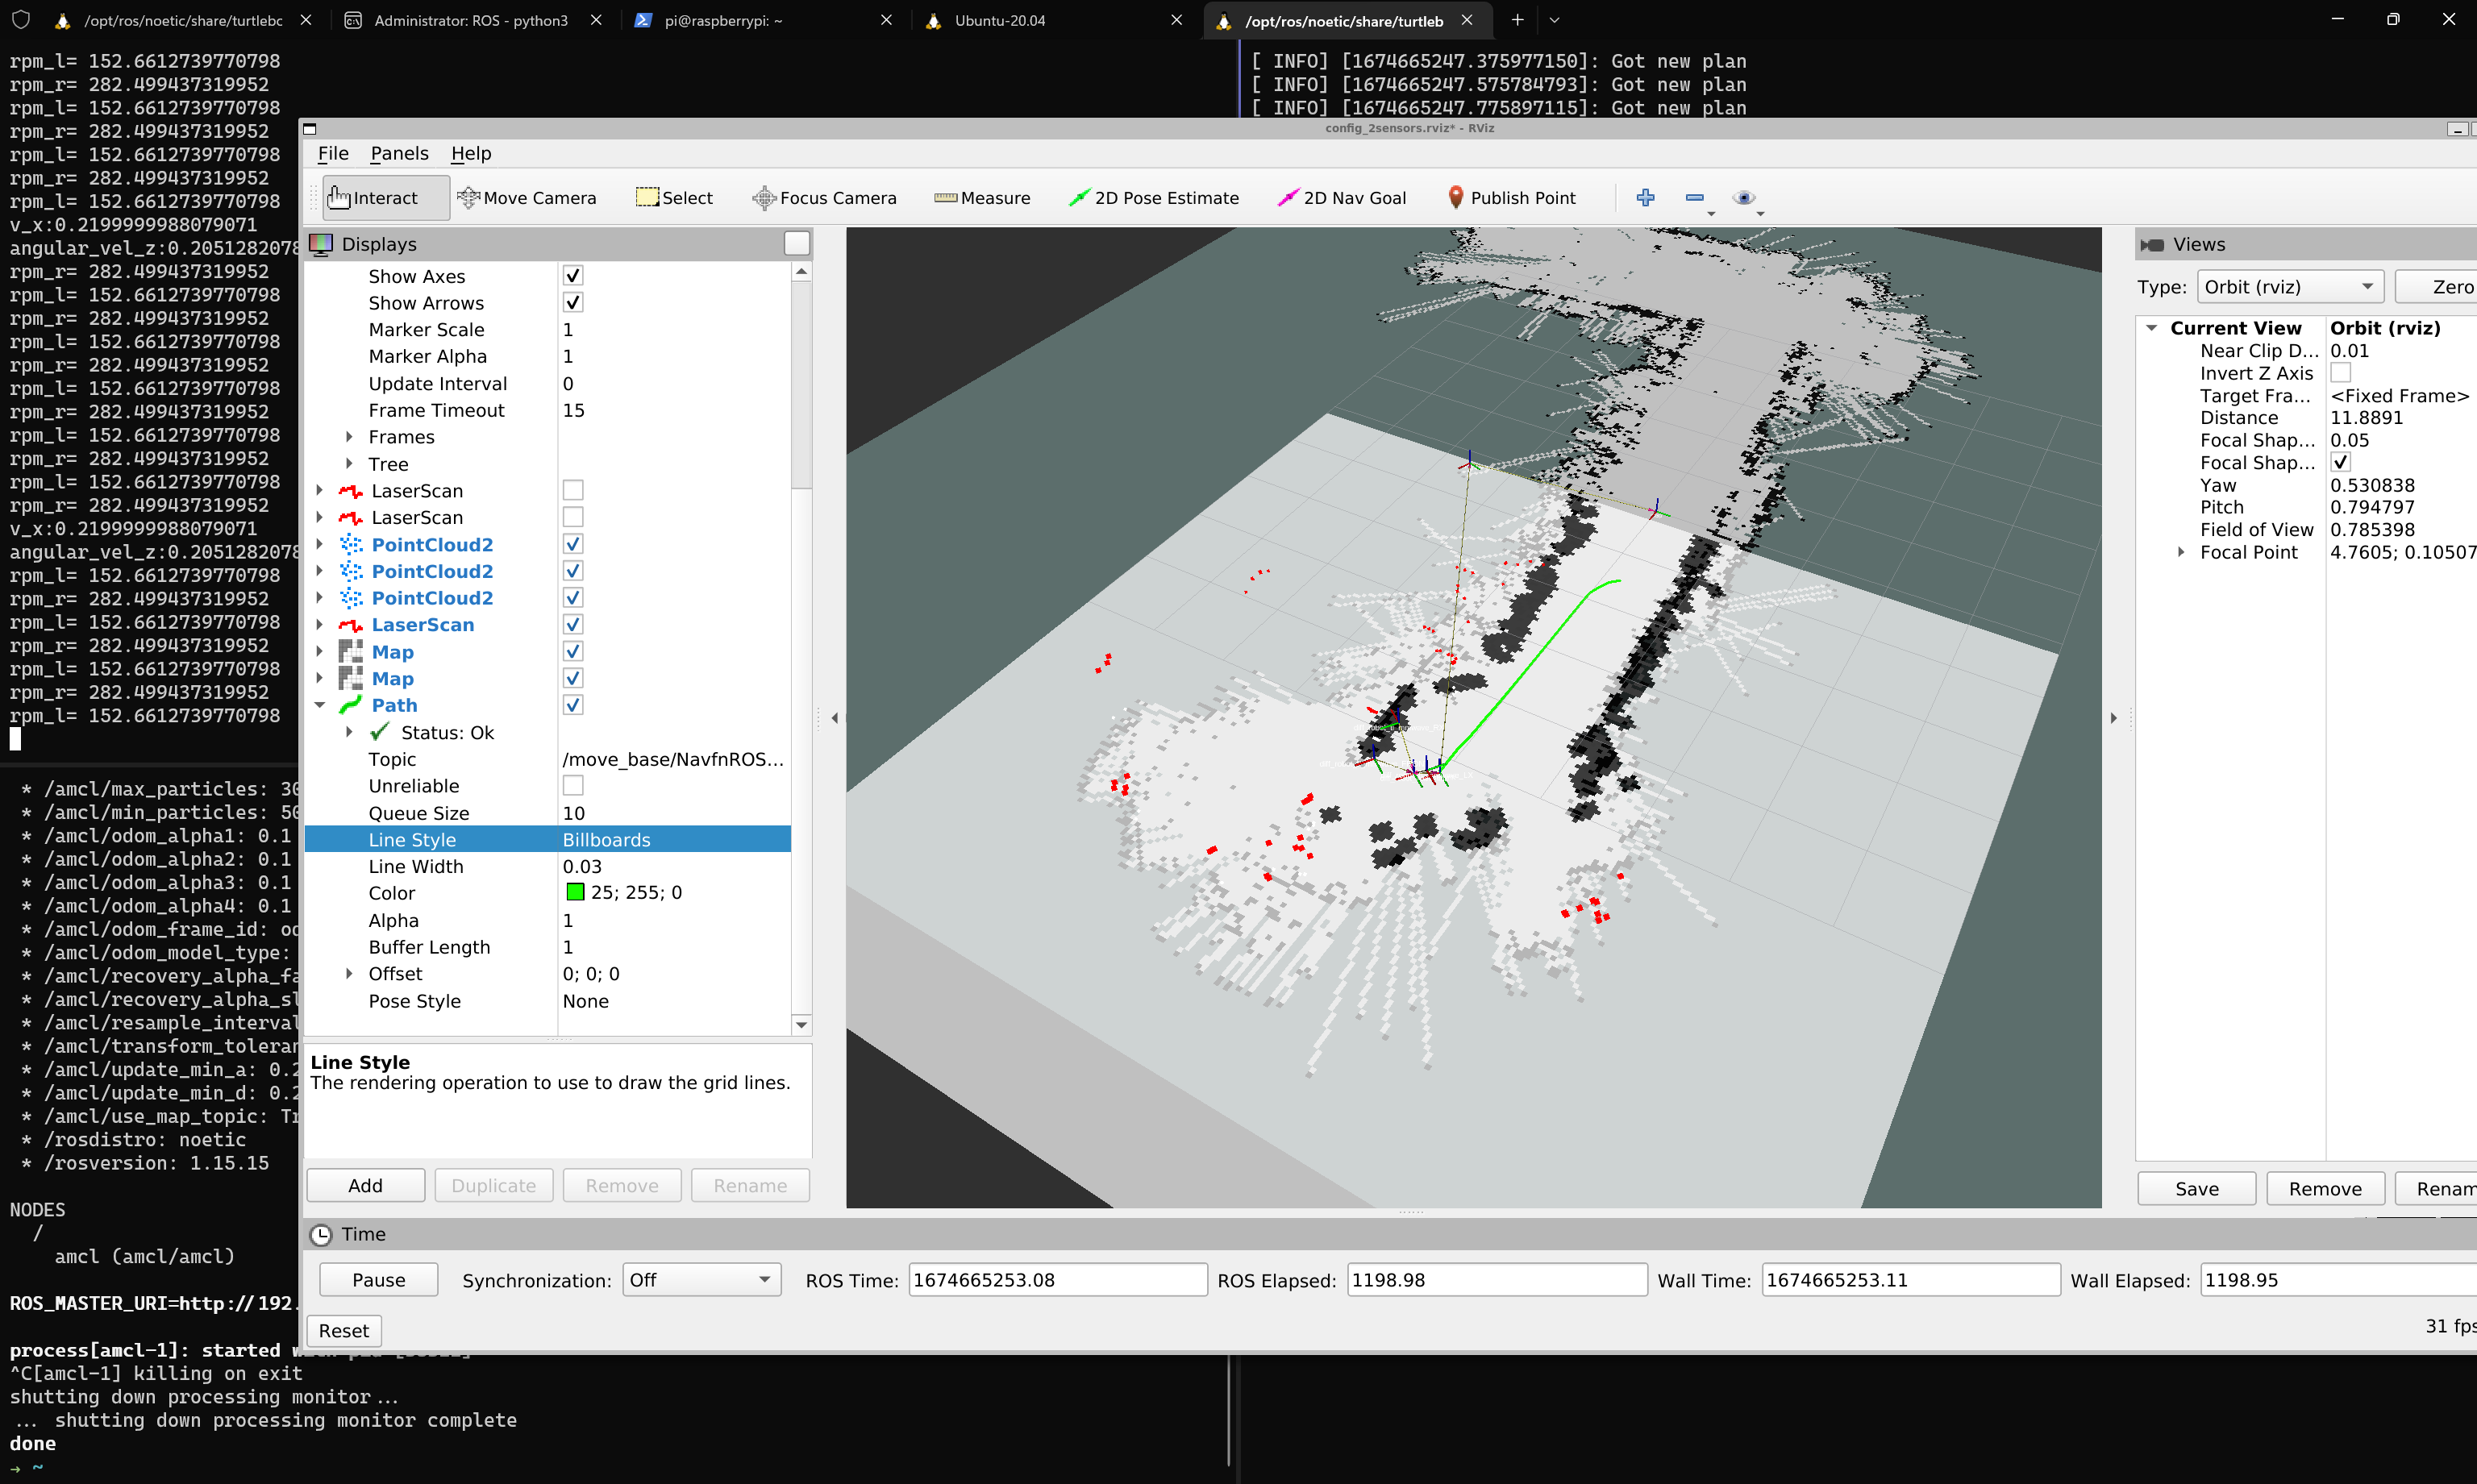 /opt/ros/noetic/share/turtlebc
Administrator: ROS - python3
pi@raspberrypi: ~
Ubuntu-20.04
/opt/ros/noetic/share/turtleb
rpm_l= 152.6612739770798
rpm_r= 282.499437319952
rpm_l= 152.6612739770798
rpm_r= 282.499437319952
rpm_l= 152.6612739770798
rpm_r= 282.499437319952
rpm_l= 152.6612739770798
v_x:0.2199999988079071
angular_vel_z:0.2051282078
rpm_r= 282.499437319952
rpm_l= 152.6612739770798
rpm_r= 282.499437319952
rpm_l= 152.6612739770798
rpm_r= 282.499437319952
rpm_l= 152.6612739770798
rpm_r= 282.499437319952
rpm_l= 152.6612739770798
rpm_r= 282.499437319952
rpm_l= 152.6612739770798
rpm_r= 282.499437319952
v_x:0.2199999988079071
angular_vel_z:0.2051282078
rpm_l= 152.6612739770798
rpm_r= 282.499437319952
rpm_l= 152.6612739770798
rpm_r= 282.499437319952
rpm_l= 152.6612739770798
rpm_r= 282.499437319952
rpm_l= 152.6612739770798
* /amcl/max_particles: 30
* /amcl/min_particles: 50
* /amcl/odom_alpha1: 0.1
* /amcl/odom_alpha2: 0.1
* /amcl/odom_alpha3: 0.1
* /amcl/odom_alpha4: 0.1
* /amcl/odom_frame_id: od
* /amcl/odom_model_type:
* /amcl/recovery_alpha_fa
* /amcl/recovery_alpha_sl
* /amcl/resample_interval
* /amcl/transform_toleran
* /amcl/update_min_a: 0.2
* /amcl/update_min_d: 0.2
* /amcl/use_map_topic: Tr
* /rosdistro: noetic
* /rosversion: 1.15.15
NODES
/
amcl (amcl/amcl)
ROS_MASTER_URI=http://192.
process[amcl-1]: started
^C[amcl-1] killing on exit
shutting down processing monitor...
... shutting down processing monitor complete
done
→ ~
[ INFO] [1674665247.375977150]: Got new plan
[ INFO] [1674665247.575784793]: Got new plan
[ INFO] [1674665247.775897115]: Got new plan
config_2sensors.rviz* - RViz
File Panels Help
Interact Move Camera Select Focus Camera Measure 2D Pose Estimate 2D Nav Goal Publish Point
Displays
Show Axes
Show Arrows
Marker Scale 1
Marker Alpha 1
Update Interval 0
Frame Timeout 15
Frames
Tree
LaserScan
LaserScan
PointCloud2
PointCloud2
PointCloud2
LaserScan
Map
Map
Path
Status: Ok
Topic /move_base/NavfnROS...
Unreliable
Queue Size 10
Line Style Billboards
Line Width 0.03
Color 25; 255; 0
Alpha 1
Buffer Length 1
Offset 0; 0; 0
Pose Style None
Line Style
The rendering operation to use to draw the grid lines.
Add Duplicate Remove Rename
Views
Type: Orbit (rviz) Zero
Current View Orbit (rviz)
Near Clip D... 0.01
Invert Z Axis
Target Fra... <Fixed Frame>
Distance 11.8891
Focal Shap... 0.05
Focal Shap...
Yaw 0.530838
Pitch 0.794797
Field of View 0.785398
Focal Point 4.7605; 0.10507
Save Remove Renam
Time
Pause Synchronization: Off ROS Time: 1674665253.08 ROS Elapsed: 1198.98 Wall Time: 1674665253.11 Wall Elapsed: 1198.95
Reset 31 fps